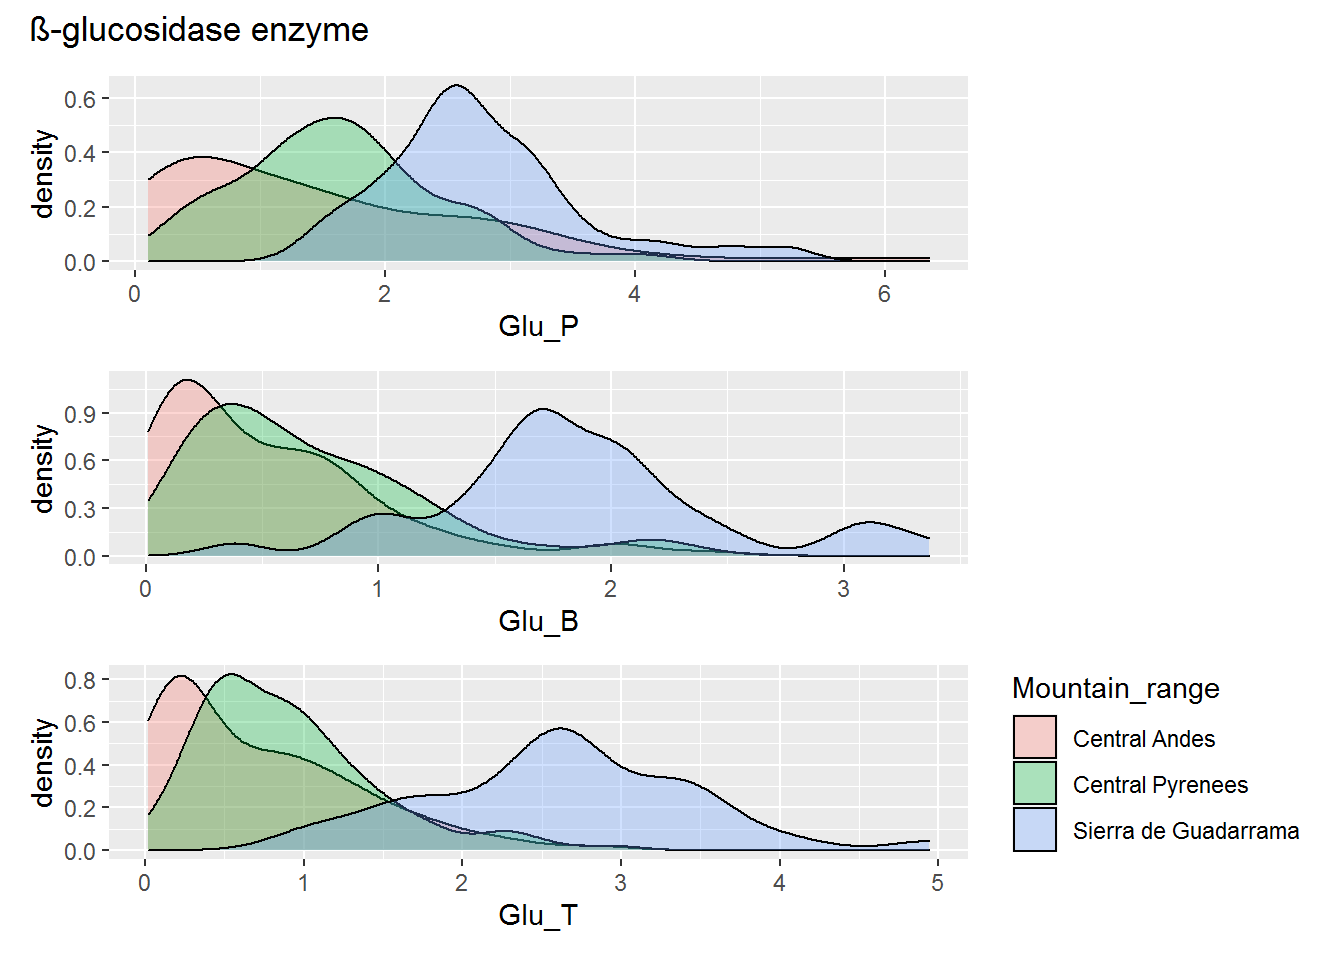 ß-glucosidase enzyme
density
0.6
0.4
0.2
0.0
0 2 4 6
Glu_P
density
0.9
0.6
0.3
0.0
0 1 2 3
Glu_B
density
0.8
0.6
0.4
0.2
0.0
0 1 2 3 4 5
Glu_T
Mountain_range
Central Andes
Central Pyrenees
Sierra de Guadarrama